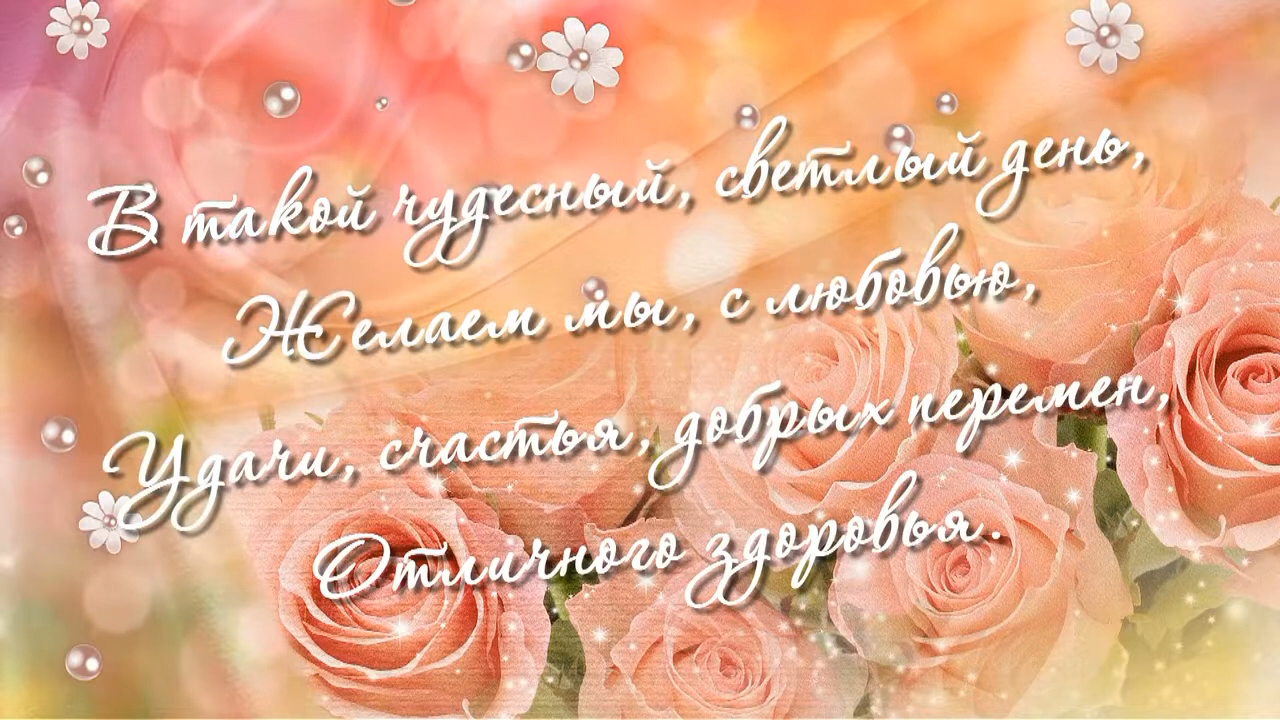 В такой чудесный, светлый день,
Желаем мы, с любовью,
Удачи, счастья, добрых перемен,
Отличного здоровья.